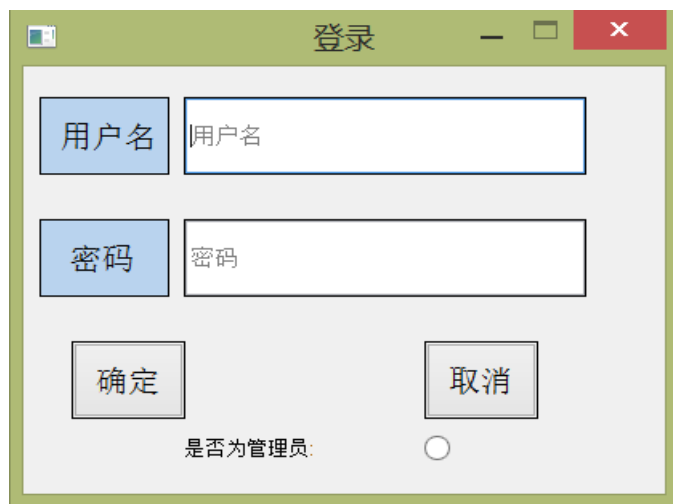 登录
用户名 用户名
密码 密码
确定 取消
是否为管理员: